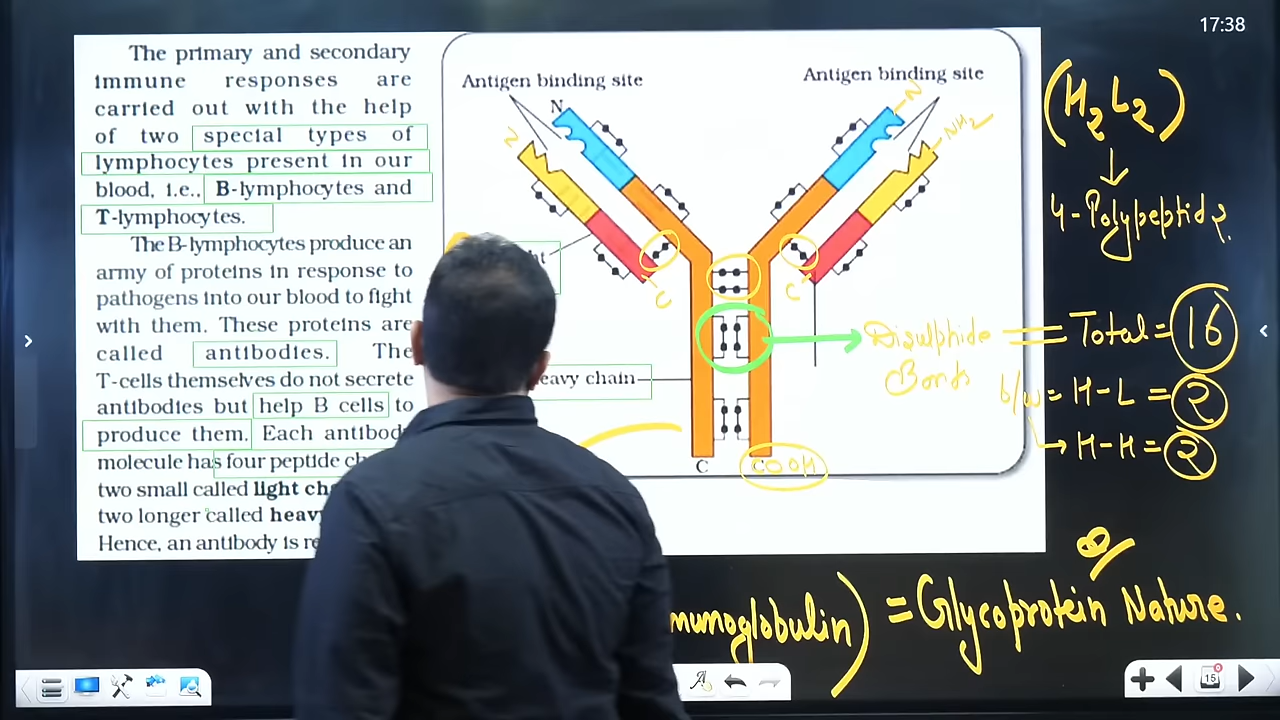 17:38
The primary and secondary
immune responses are
carried out with the help
of two special types of
lymphocytes present in our
blood, i.e., B-lymphocytes and
T-lymphocytes.
The B-lymphocytes produce an
army of proteins in response to
pathogens into our blood to fight
with them. These proteins are
called antibodies. The
T-cells themselves do not secrete
antibodies but help B cells to
produce them. Each antibod
molecule has four peptide ch
two small called light ch
two longer called heavy
Hence, an antibody is re
Antigen binding site
Antigen binding site
N
N
N
NH2
ht
C
C
eavy chain
C
COOH
Disulphide
Bonds
(H2L2)
↓
4-Polypeptide
= Total = 16
b/w = H-L = 2
→ H-H = 2
munoglobulin) = Glycoprotein Nature.
15